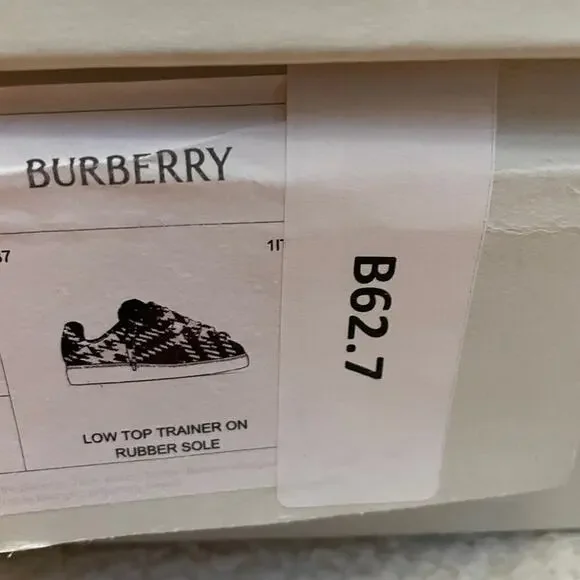 BURBERRY
LOW TOP TRAINER ON
RUBBER SOLE
B62.7